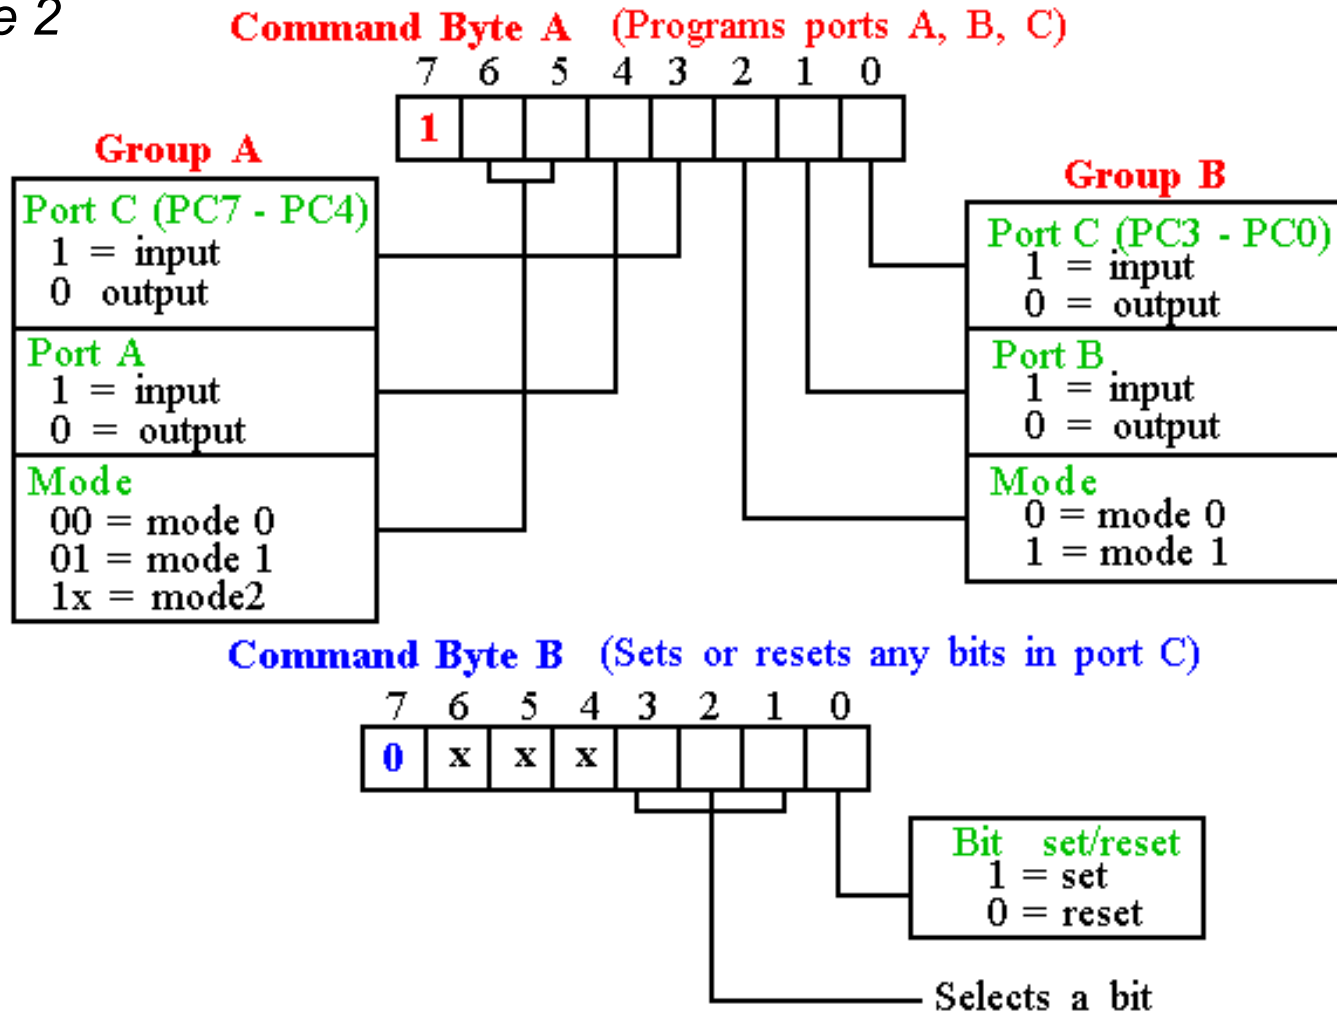 e 2
Command Byte A (Programs ports A, B, C)
7 6 5 4 3 2 1 0
1
Group A
Port C (PC7 - PC4)
1 = input
0 output
Port A
1 = input
0 = output
Mode
00 = mode 0
01 = mode 1
1x = mode2
Group B
Port C (PC3 - PC0)
1 = input
0 = output
Port B
1 = input
0 = output
Mode
0 = mode 0
1 = mode 1
Command Byte B (Sets or resets any bits in port C)
7 6 5 4 3 2 1 0
0 x x x
Bit set/reset
1 = set
0 = reset
Selects a bit